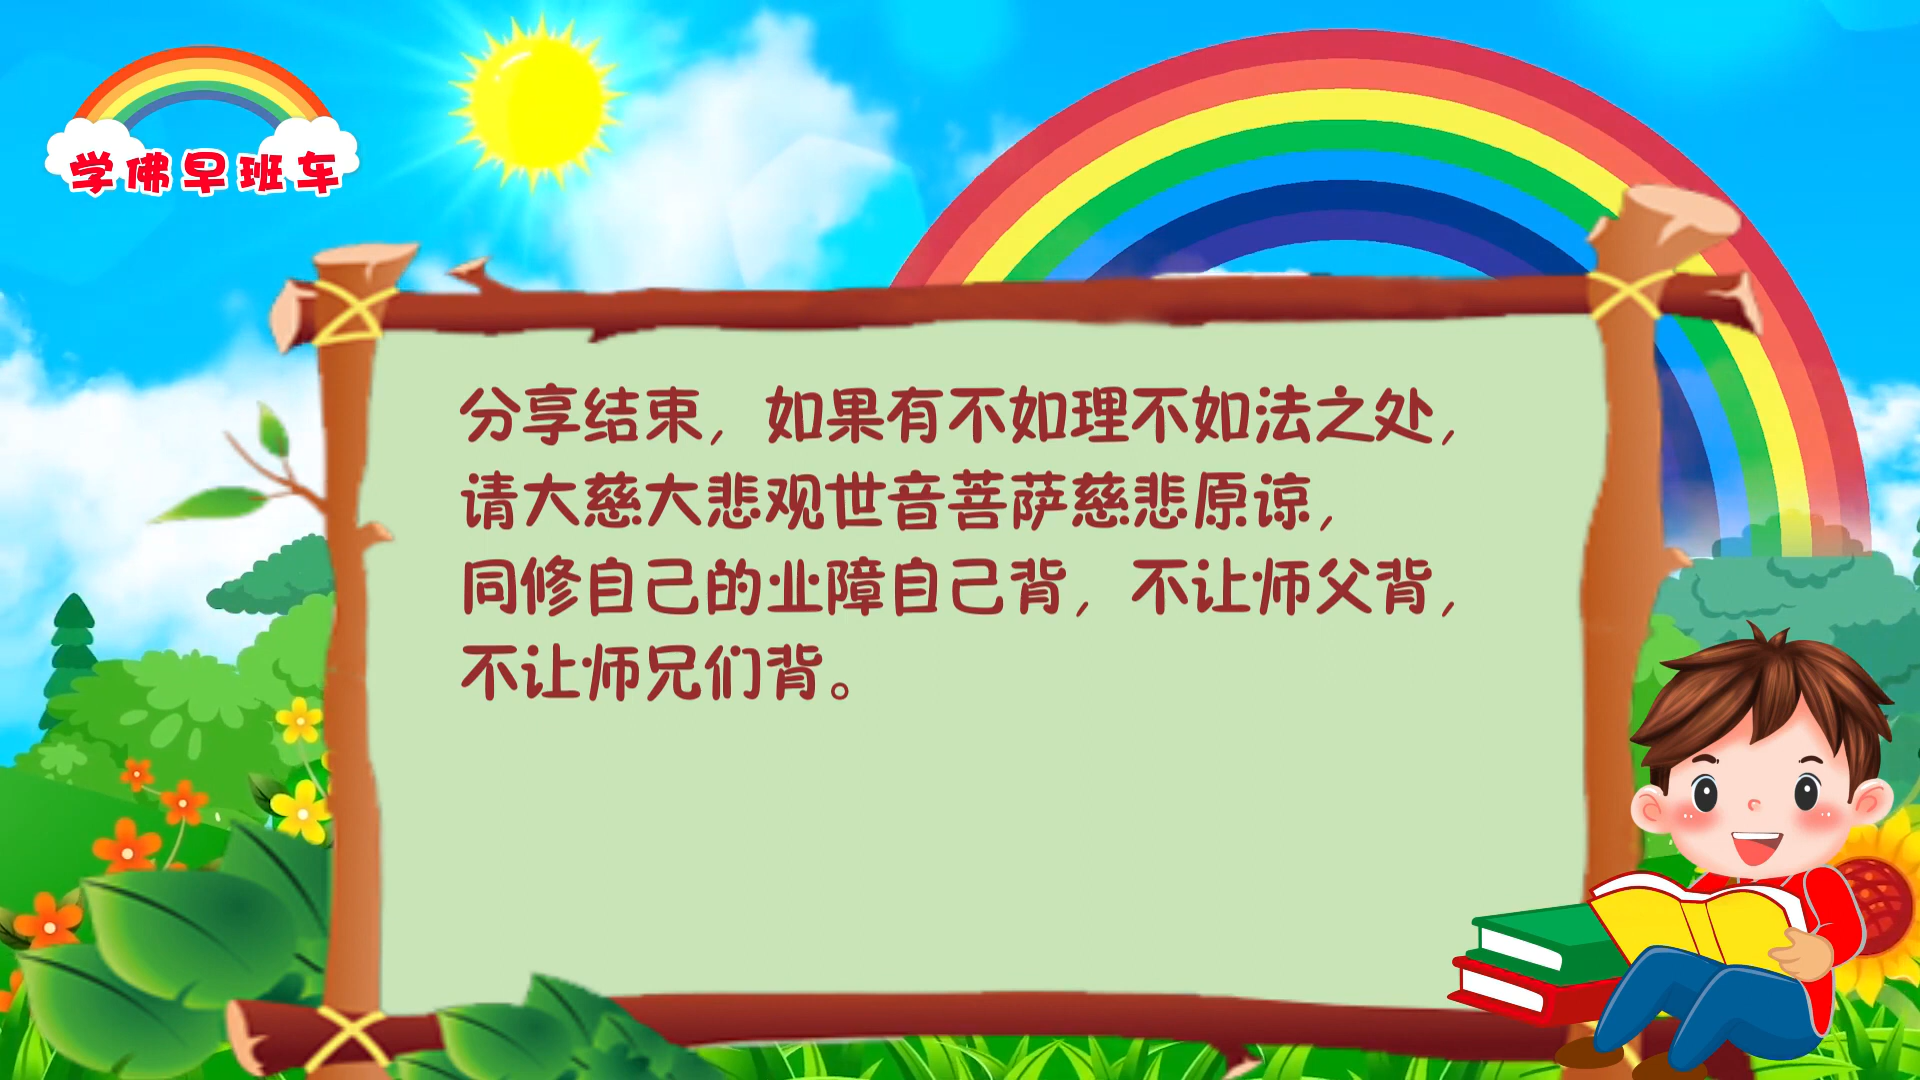 学佛早班车
分享结束，如果有不如理不如法之处，
请大慈大悲观世音菩萨慈悲原谅，
同修自己的业障自己背，不让师父背，
不让师兄们背。